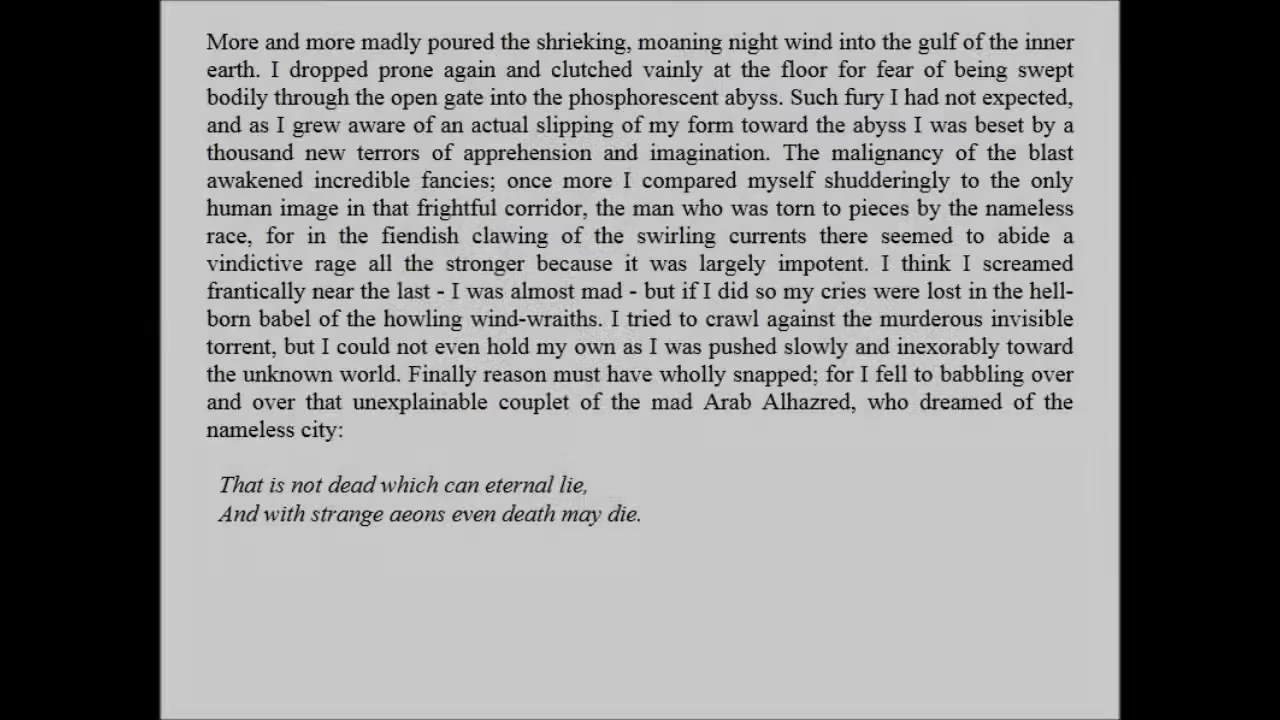 More and more madly poured the shrieking, moaning night wind into the gulf of the inner
earth. I dropped prone again and clutched vainly at the floor for fear of being swept
bodily through the open gate into the phosphorescent abyss. Such fury I had not expected,
and as I grew aware of an actual slipping of my form toward the abyss I was beset by a
thousand new terrors of apprehension and imagination. The malignancy of the blast
awakened incredible fancies; once more I compared myself shudderingly to the only
human image in that frightful corridor, the man who was torn to pieces by the nameless
race, for in the fiendish clawing of the swirling currents there seemed to abide a
vindictive rage all the stronger because it was largely impotent. I think I screamed
frantically near the last - I was almost mad - but if I did so my cries were lost in the hell-
born babel of the howling wind-wraiths. I tried to crawl against the murderous invisible
torrent, but I could not even hold my own as I was pushed slowly and inexorably toward
the unknown world. Finally reason must have wholly snapped; for I fell to babbling over
and over that unexplainable couplet of the mad Arab Alhazred, who dreamed of the
nameless city:
That is not dead which can eternal lie,
And with strange aeons even death may die.